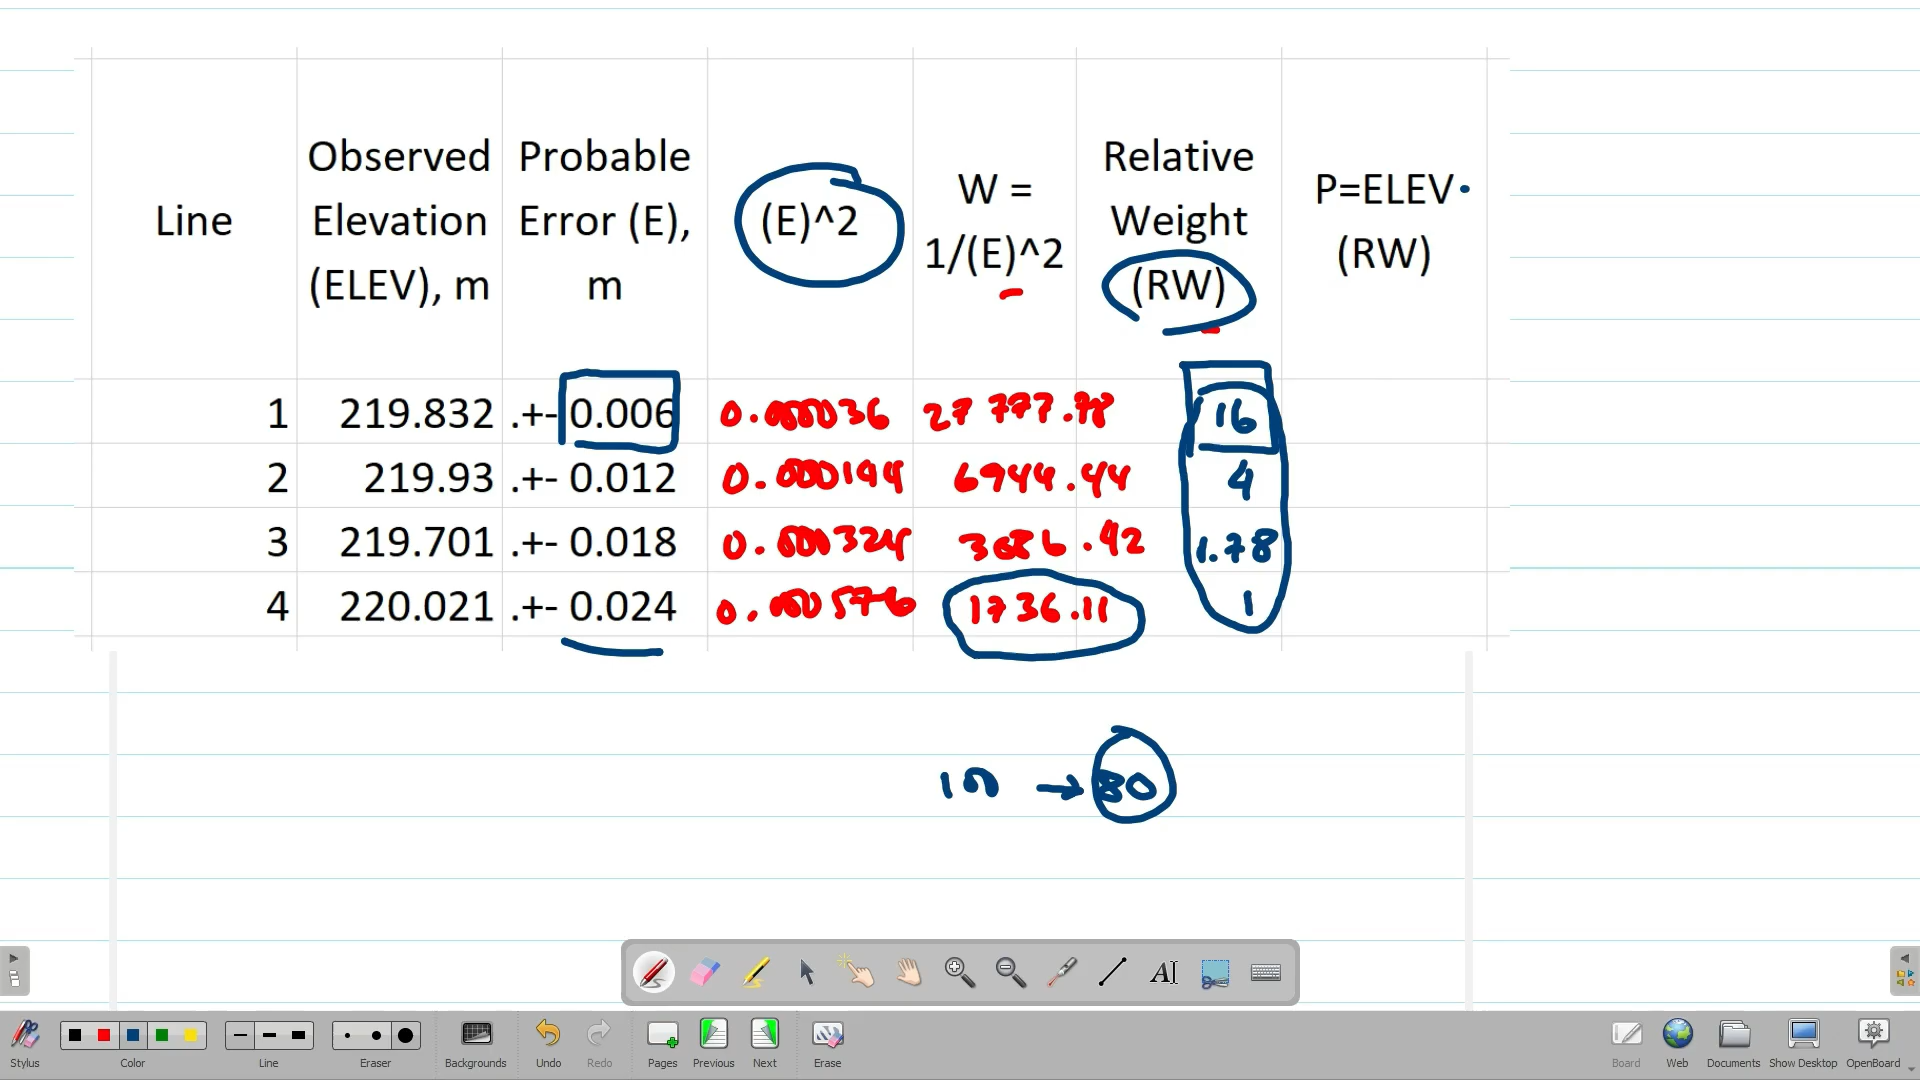 Line
Observed Elevation (ELEV), m
Probable Error (E), m
(E)^2
W = 1/(E)^2
Relative Weight (RW)
P=ELEV· (RW)
1 219.832 .+- 0.006 0.000036 27777.78 16
2 219.93 .+- 0.012 0.000144 6944.44 4
3 219.701 .+- 0.018 0.000324 3086.42 1.78
4 220.021 .+- 0.024 0.000576 1736.11 1
100 → 80
Stylus Color Line Eraser Backgrounds Undo Redo Pages Previous Next Erase Board Web Documents Show Desktop OpenBoard